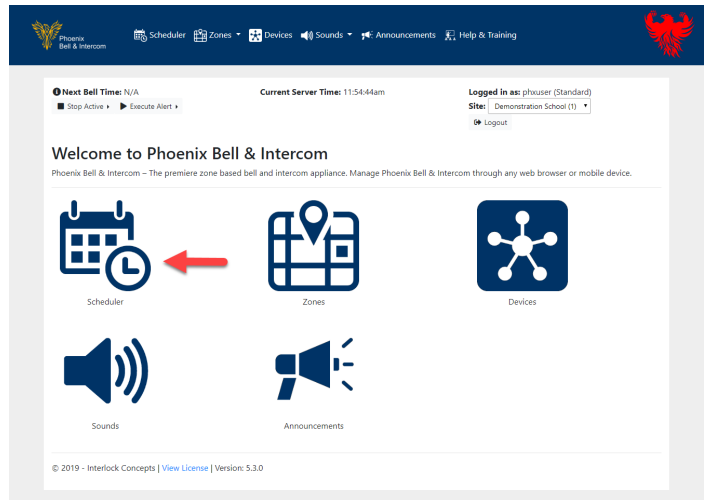 Phoenix
Bell & Intercom
Scheduler Zones Devices Sounds Announcements Help & Training
Next Bell Time: N/A Current Server Time: 11:54:44am Logged in as: phxuser (Standard)
Stop Active Execute Alert Site: Demonstration School (1)
Logout
Welcome to Phoenix Bell & Intercom
Phoenix Bell & Intercom – The premiere zone based bell and intercom appliance. Manage Phoenix Bell & Intercom through any web browser or mobile device.
Scheduler Zones Devices
Sounds Announcements
© 2019 - Interlock Concepts | View License | Version: 5.3.0